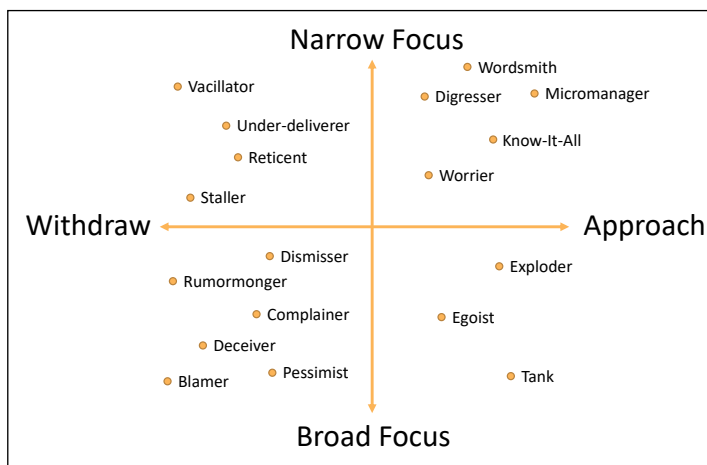 Narrow Focus
Wordsmith
Vacillator
Digresser
Micromanager
Under-deliverer
Know-It-All
Reticent
Worrier
Staller
Withdraw
Approach
Dismisser
Exploder
Rumormonger
Complainer
Egoist
Deceiver
Pessimist
Tank
Blamer
Broad Focus